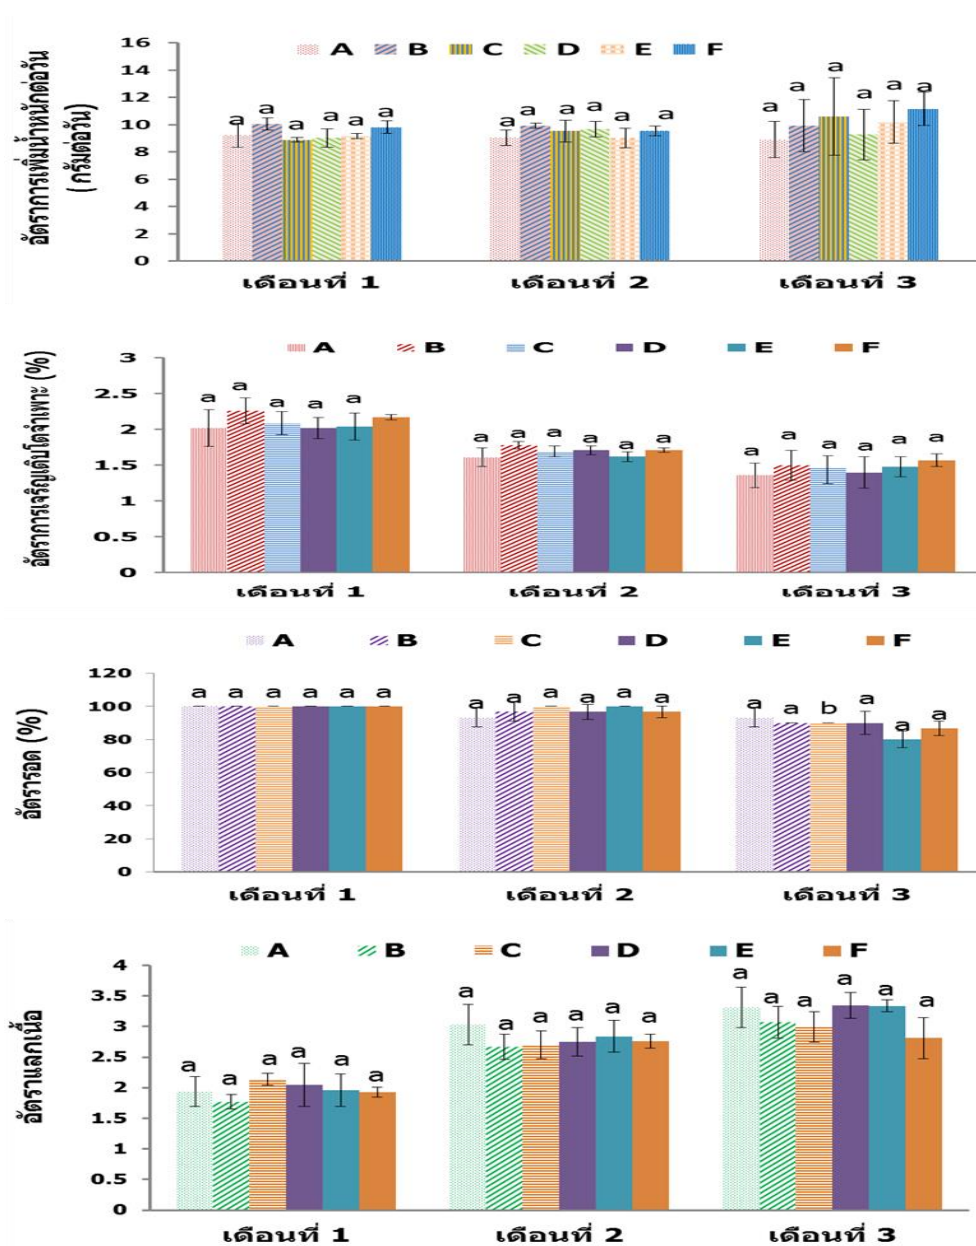 อัตราการเพิ่มน้ำหนักต่อวัน
( กรัมต่อวัน)
A B C D E F
16
14
12
10
8
6
4
2
0
a a a a a a
a a a a a a
a a a a a a
เดือนที่ 1 เดือนที่ 2 เดือนที่ 3
อัตราการเจริญเติบโตจำเพาะ (%)
A B C D E F
3
2.5
2
1.5
1
0.5
0
a a a a a
a a a a a a
a a a a a a
เดือนที่ 1 เดือนที่ 2 เดือนที่ 3
อัตรารอด (%)
A B C D E F
120
100
80
60
40
20
0
a a a a a a
a a a a a a
a a b a a a
เดือนที่ 1 เดือนที่ 2 เดือนที่ 3
อัตราแลกเนื้อ
A B C D E F
4
3.5
3
2.5
2
1.5
1
0.5
0
a a a a a a
a a a a a a
a a a a a a
เดือนที่ 1 เดือนที่ 2 เดือนที่ 3